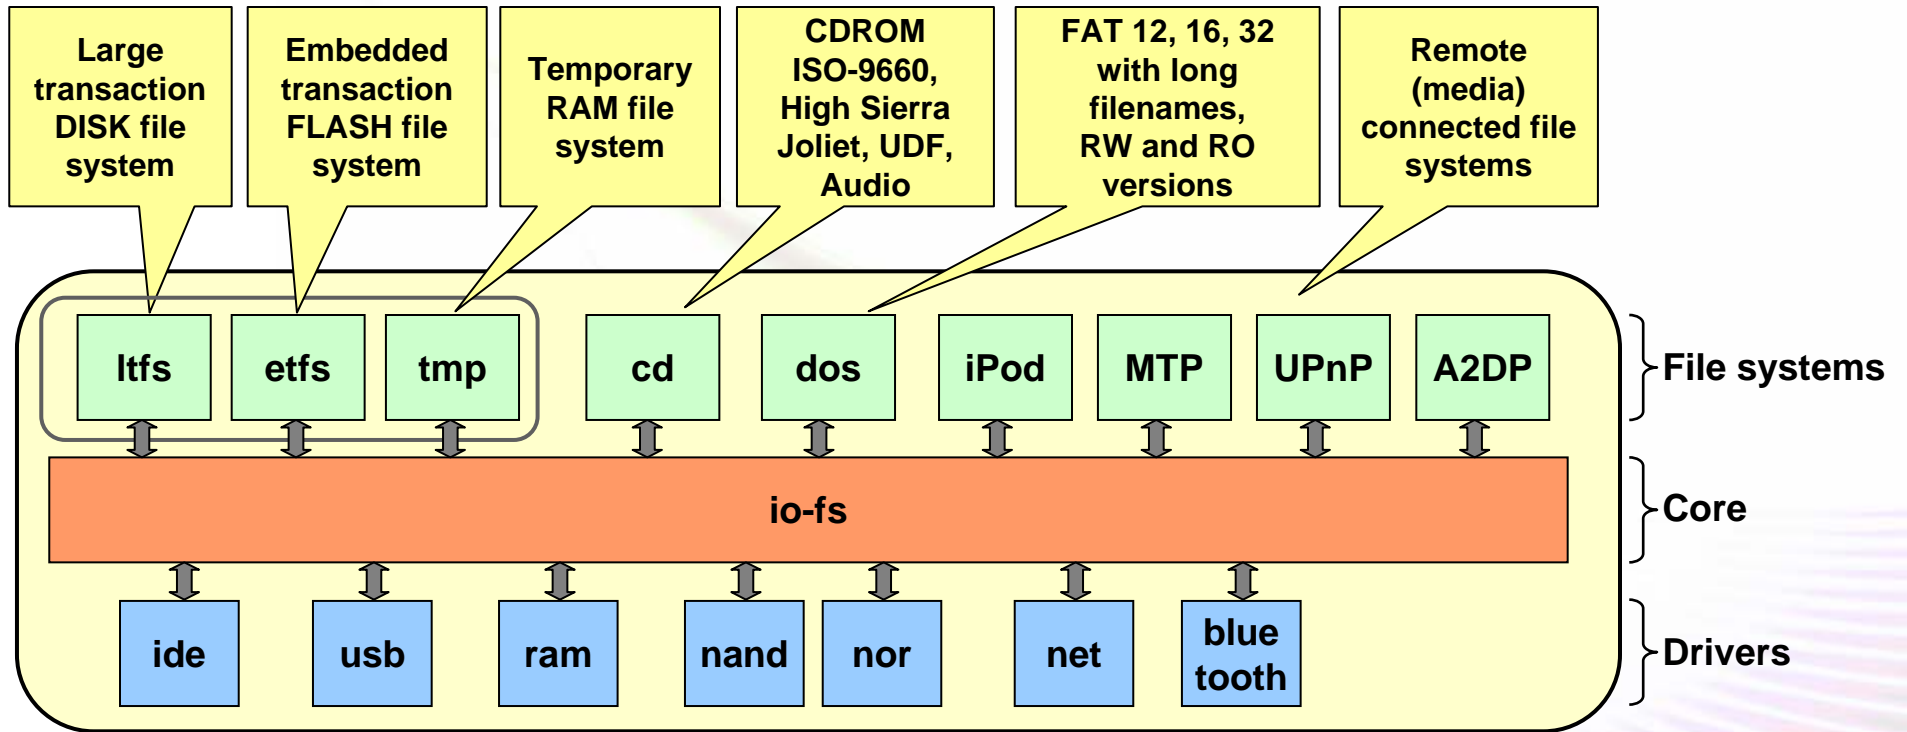 Large
transaction
DISK file
system
Embedded
transaction
FLASH file
system
Temporary
RAM file
system
CDROM
ISO-9660,
High Sierra
Joliet, UDF,
Audio
FAT 12, 16, 32
with long
filenames,
RW and RO
versions
Remote
(media)
connected file
systems
ltfs
etfs
tmp
cd
dos
iPod
MTP
UPnP
A2DP
File systems
io-fs
Core
ide
usb
ram
nand
nor
net
blue
tooth
Drivers